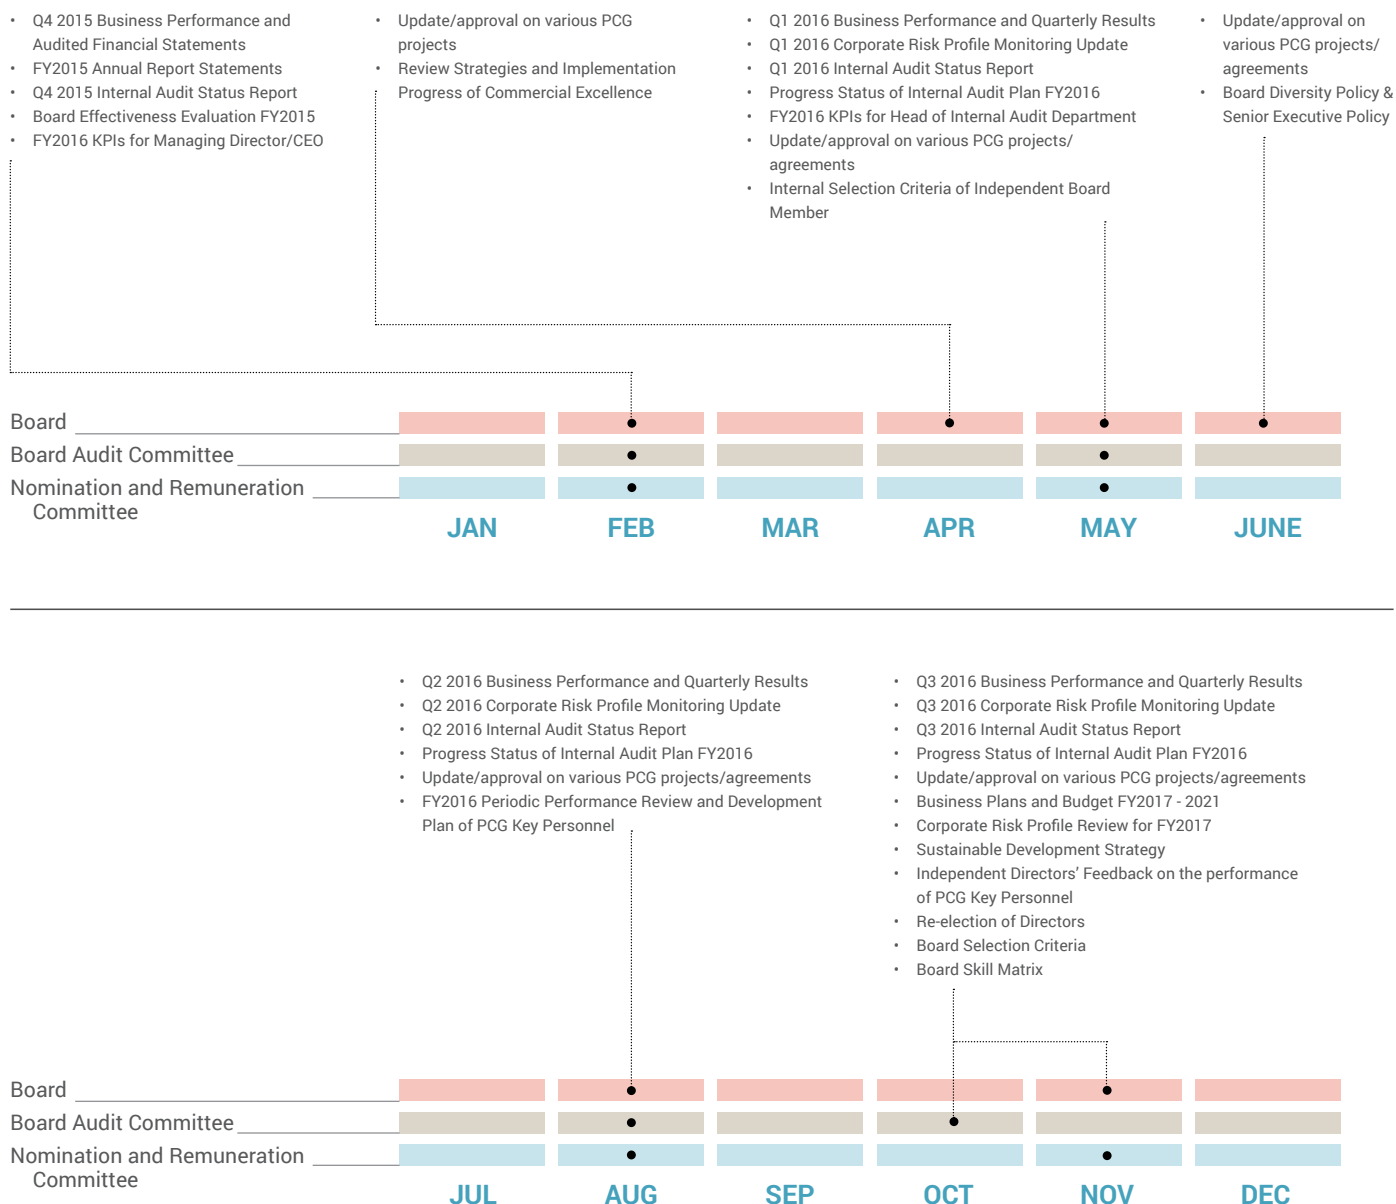 • Q4 2015 Business Performance and
Audited Financial Statements
• FY2015 Annual Report Statements
• Q4 2015 Internal Audit Status Report
• Board Effectiveness Evaluation FY2015
• FY2016 KPIs for Managing Director/CEO
• Update/approval on various PCG
projects
• Review Strategies and Implementation
Progress of Commercial Excellence
• Q1 2016 Business Performance and Quarterly Results
• Q1 2016 Corporate Risk Profile Monitoring Update
• Q1 2016 Internal Audit Status Report
• Progress Status of Internal Audit Plan FY2016
• FY2016 KPIs for Head of Internal Audit Department
• Update/approval on various PCG projects/
agreements
• Internal Selection Criteria of Independent Board
Member
• Update/approval on
various PCG projects/
agreements
• Board Diversity Policy &
Senior Executive Policy
Board
Board Audit Committee
Nomination and Remuneration
Committee
JAN FEB MAR APR MAY JUNE
• Q2 2016 Business Performance and Quarterly Results
• Q2 2016 Corporate Risk Profile Monitoring Update
• Q2 2016 Internal Audit Status Report
• Progress Status of Internal Audit Plan FY2016
• Update/approval on various PCG projects/agreements
• FY2016 Periodic Performance Review and Development
Plan of PCG Key Personnel
• Q3 2016 Business Performance and Quarterly Results
• Q3 2016 Corporate Risk Profile Monitoring Update
• Q3 2016 Internal Audit Status Report
• Progress Status of Internal Audit Plan FY2016
• Update/approval on various PCG projects/agreements
• Business Plans and Budget FY2017 - 2021
• Corporate Risk Profile Review for FY2017
• Sustainable Development Strategy
• Independent Directors’ Feedback on the performance
of PCG Key Personnel
• Re-election of Directors
• Board Selection Criteria
• Board Skill Matrix
Board
Board Audit Committee
Nomination and Remuneration
Committee
JUL AUG SEP OCT NOV DEC